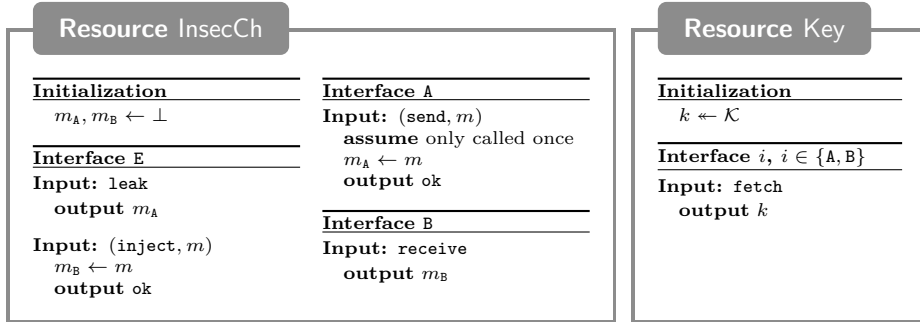 Resource InsecCh
Initialization
m_A, m_B ← ⊥
Interface E
Input: leak
output m_A
Input: (inject, m)
m_B ← m
output ok
Interface A
Input: (send, m)
assume only called once
m_A ← m
output ok
Interface B
Input: receive
output m_B
Resource Key
Initialization
k ↞ 𝒦
Interface i, i ∈ {A, B}
Input: fetch
output k